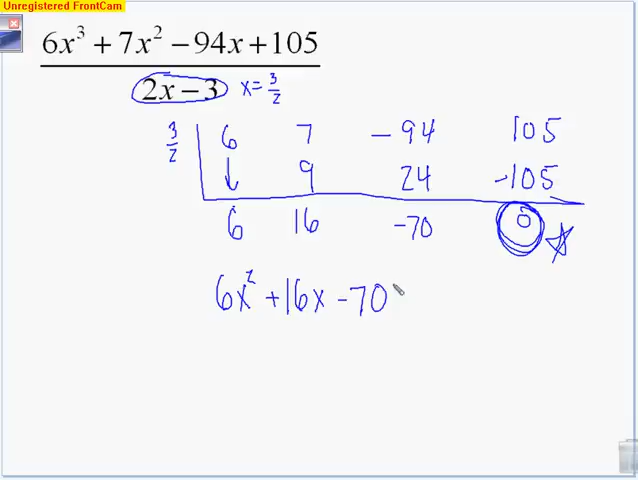 Unregistered FrontCam
6x³ + 7x² − 94x + 105
2x − 3 x = 3/2
3/2 6 7 − 94 105
↓ 9 24 -105
6 16 -70 0
6x² + 16x − 70